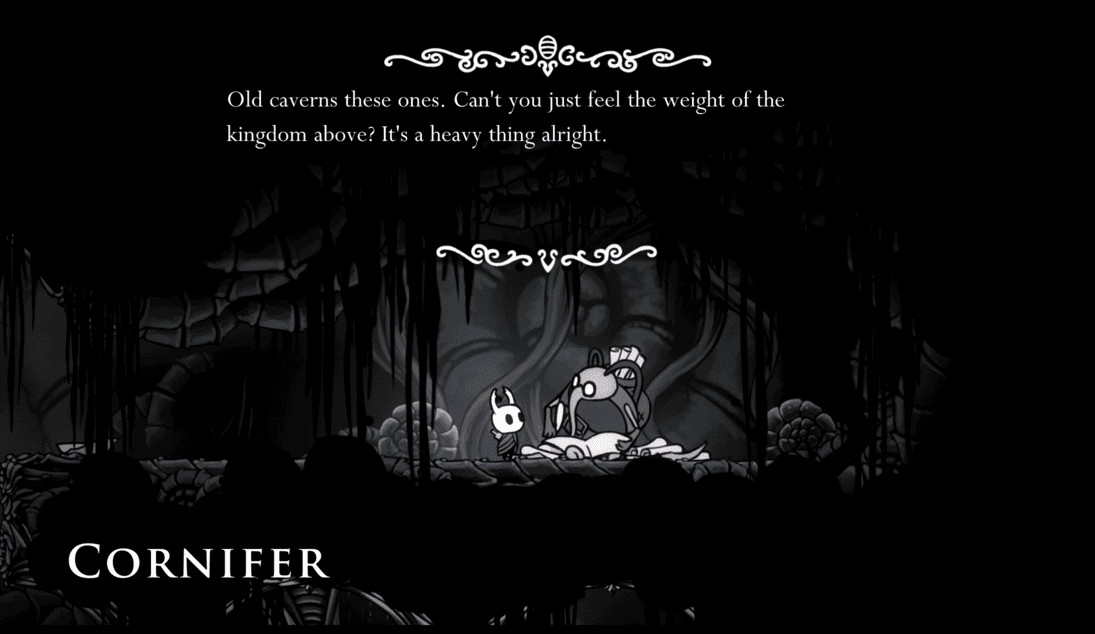 Old caverns these ones. Can't you just feel the weight of the
kingdom above? It's a heavy thing alright.
CORNIFER